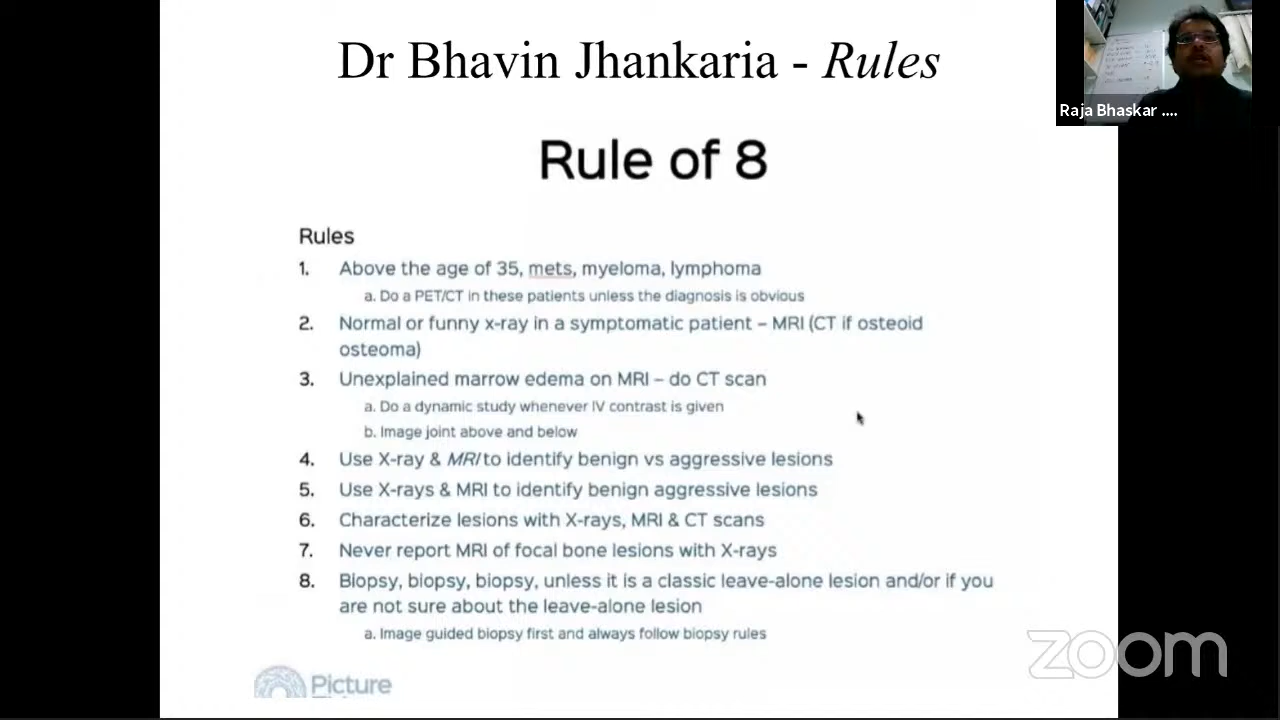 Dr Bhavin Jhankaria - Rules
Raja Bhaskar ....
Rule of 8
Rules
1. Above the age of 35, mets, myeloma, lymphoma
a. Do a PET/CT in these patients unless the diagnosis is obvious
2. Normal or funny x-ray in a symptomatic patient – MRI (CT if osteoid
osteoma)
3. Unexplained marrow edema on MRI – do CT scan
a. Do a dynamic study whenever IV contrast is given
b. Image joint above and below
4. Use X-ray & MRI to identify benign vs aggressive lesions
5. Use X-rays & MRI to identify benign aggressive lesions
6. Characterize lesions with X-rays, MRI & CT scans
7. Never report MRI of focal bone lesions with X-rays
8. Biopsy, biopsy, biopsy, unless it is a classic leave-alone lesion and/or if you
are not sure about the leave-alone lesion
a. Image guided biopsy first and always follow biopsy rules
Picture
zoom